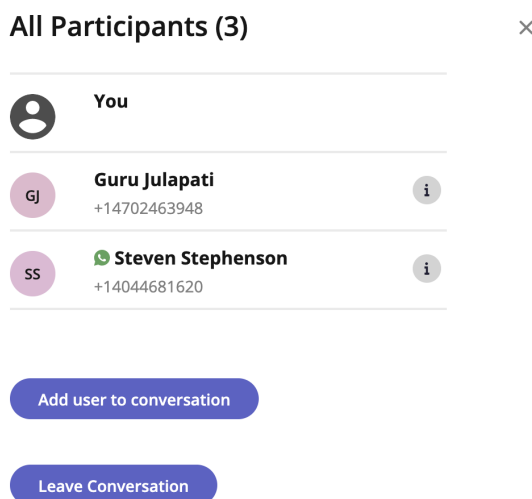 All Participants (3)
You
GJ
Guru Julapati
+14702463948
i
SS
Steven Stephenson
+14044681620
i
Add user to conversation
Leave Conversation